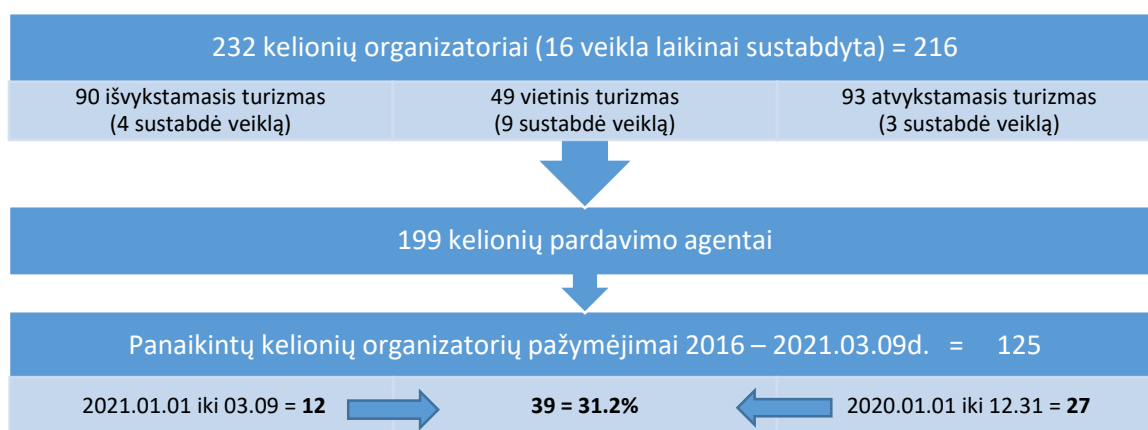 232 kelionių organizatoriai (16 veikla laikinai sustabdyta) = 216
90 išvykstamasis turizmas
(4 sustabdė veiklą)
49 vietinis turizmas
(9 sustabdė veiklą)
93 atvykstamasis turizmas
(3 sustabdė veiklą)
199 kelionių pardavimo agentai
Panaikintų kelionių organizatorių pažymėjimai 2016 – 2021.03.09d. = 125
2021.01.01 iki 03.09 = 12
39 = 31.2%
2020.01.01 iki 12.31 = 27